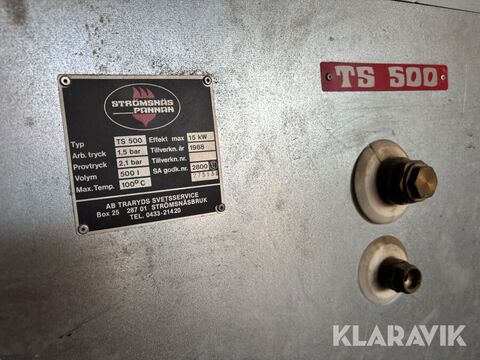 STRÖMSNÄS
PANNAN
Typ TS 500 Effekt max 15 kW
Arb. tryck 1.5 bar Tillverkn. år 1988
Provtryck 2.1 bar Tillverkn. nr
Volym 500 l SA godk. nr. 2800
Max. Temp. 100°C
AB TRARYDS SVETSSERVICE
Box 25 287 01 STRÖMSNÄSBRUK
TEL. 0433-21420
TS 500
KLARAVIK